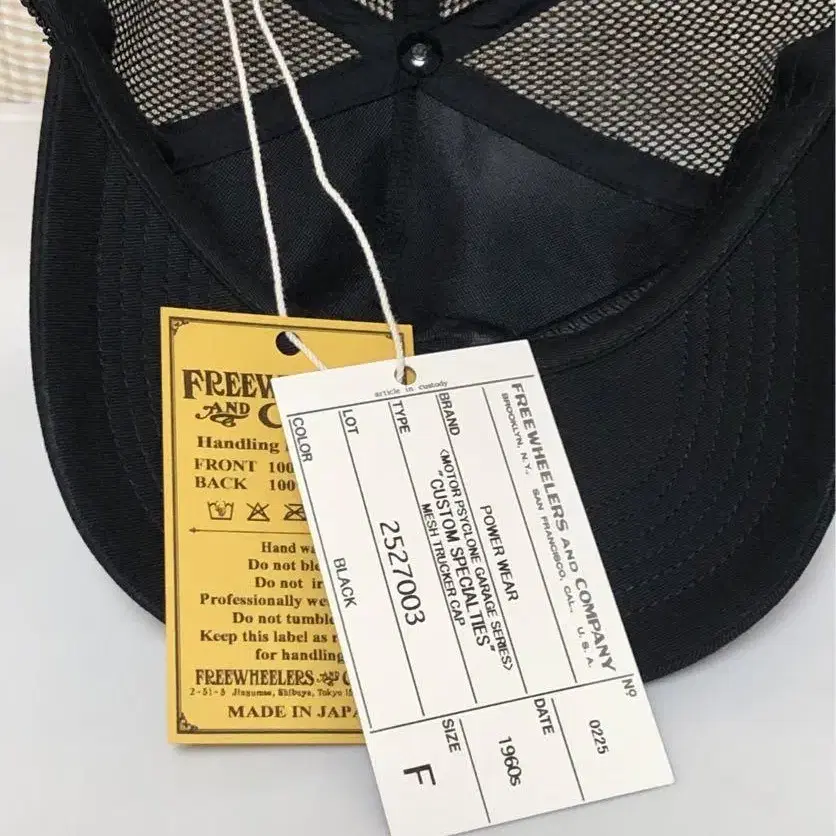 FREEW
AND C
Handling
FRONT 100
BACK 100
Hand wa
Do not ble
Do not ir
Professionally we
Do not tumble
Keep this label as r
for handling
FREEWHEELERS AND C
2-51-5 Jingumae, Shibuya, Tokyo 15
MADE IN JAPA
article in custody
FREEWHEELERS AND COMPANY
BROOKLYN, N.Y., SAN FRANCISCO, CAL., U.S.A.
Nº
0225
BRAND
POWER WEAR
<MOTOR PSYCLONE GARAGE SERIES>
"CUSTOM SPECIALTIES"
MESH TRUCKER CAP
DATE
1960s
TYPE
2527003
SIZE
F
LOT
BLACK
COLOR